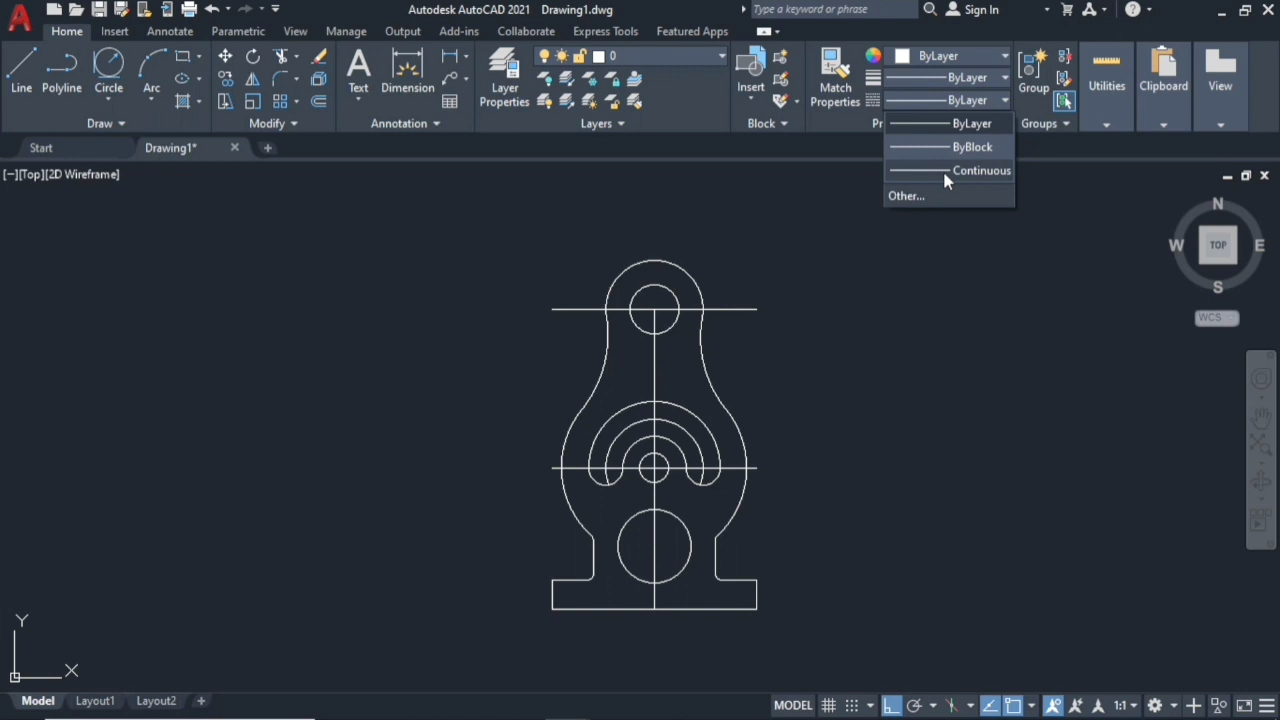 Autodesk AutoCAD 2021 Drawing1.dwg
Type a keyword or phrase
Sign In
Home Insert Annotate Parametric View Manage Output Add-ins Collaborate Express Tools Featured Apps
Line Polyline Circle Arc
Text Dimension
Layer
Properties
0
Insert
Match
Properties
ByLayer
ByLayer
ByLayer
Group
Utilities
Clipboard
View
Draw Modify Annotation Layers Block Pr Groups
ByLayer
ByBlock
Continuous
Other...
Start Drawing1*
[−][Top][2D Wireframe]
N
W TOP E
S
WCS
Y
X
Model Layout1 Layout2
MODEL 1:1